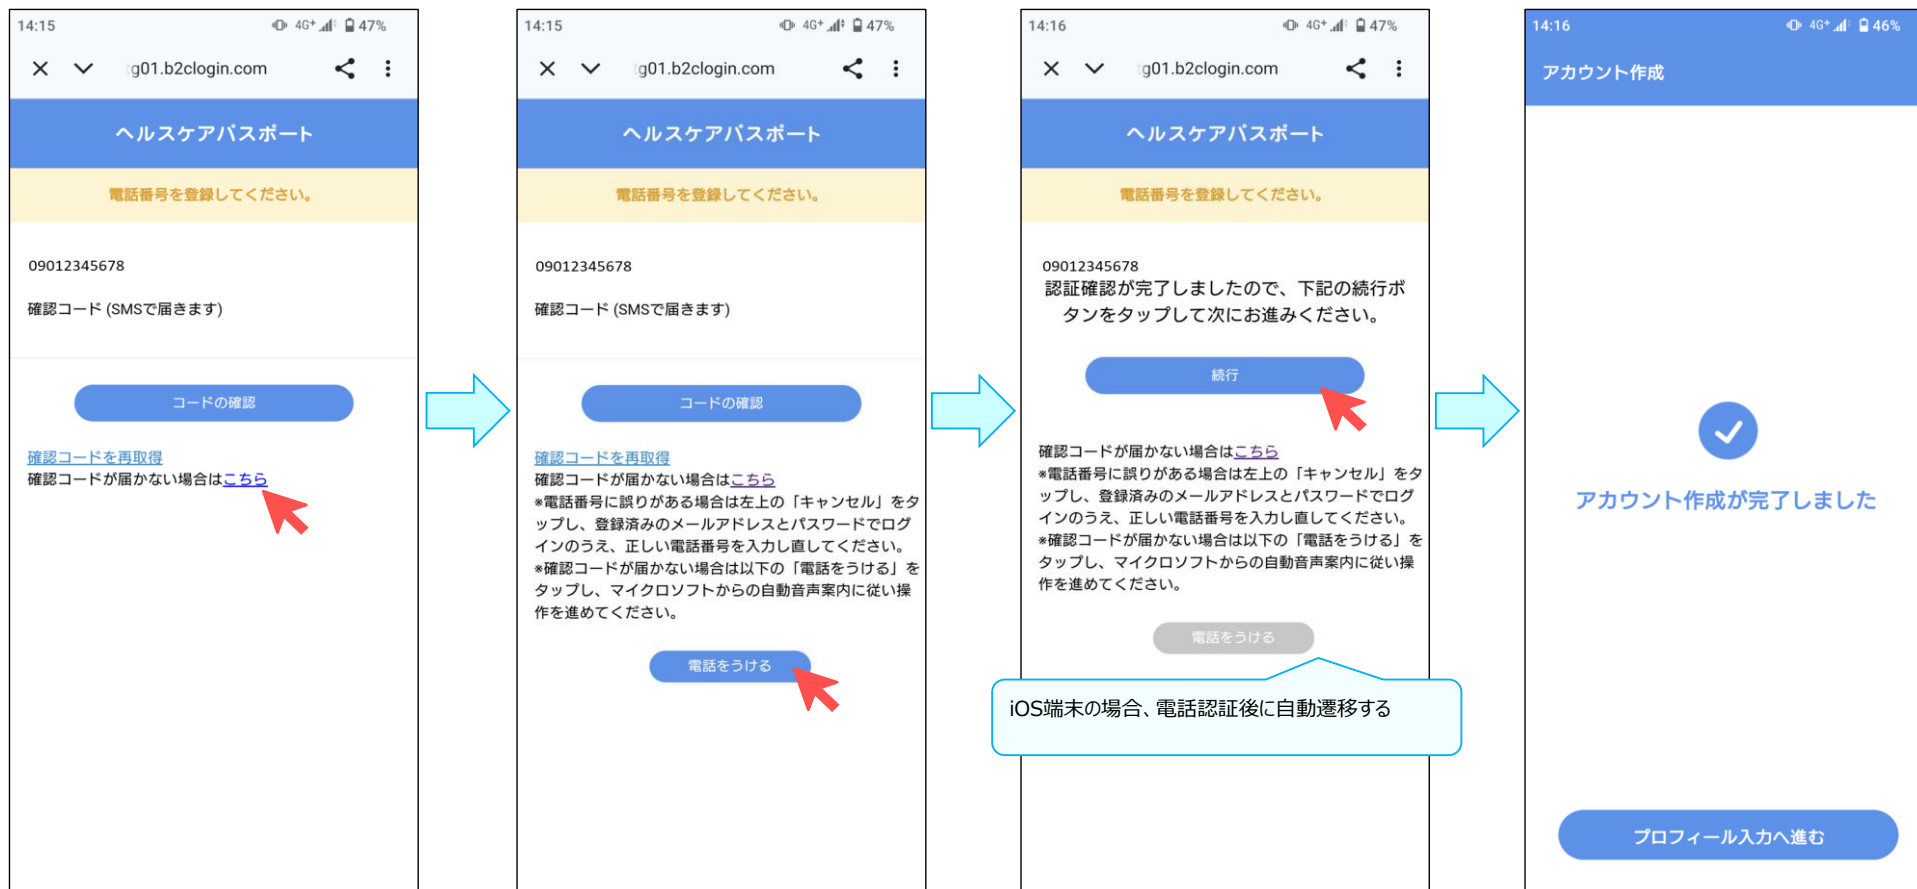 14:15
4G+
47%
g01.b2clogin.com
ヘルスケアパスポート
電話番号を登録してください。
09012345678
確認コード (SMSで届きます)
コードの確認
確認コードを再取得
確認コードが届かない場合はこちら
14:15
4G+
47%
g01.b2clogin.com
ヘルスケアパスポート
電話番号を登録してください。
09012345678
確認コード (SMSで届きます)
コードの確認
確認コードを再取得
確認コードが届かない場合はこちら
*電話番号に誤りがある場合は左上の「キャンセル」をタ
ップし、登録済みのメールアドレスとパスワードでログ
インのうえ、正しい電話番号を入力し直してください。
*確認コードが届かない場合は以下の「電話をうける」を
タップし、マイクロソフトからの自動音声案内に従い操
作を進めてください。
電話をうける
14:16
4G+
47%
g01.b2clogin.com
ヘルスケアパスポート
電話番号を登録してください。
09012345678
認証確認が完了しましたので、下記の続行ボ
タンをタップして次にお進みください。
続行
確認コードが届かない場合はこちら
*電話番号に誤りがある場合は左上の「キャンセル」をタ
ップし、登録済みのメールアドレスとパスワードでログ
インのうえ、正しい電話番号を入力し直してください。
*確認コードが届かない場合は以下の「電話をうける」を
タップし、マイクロソフトからの自動音声案内に従い操
作を進めてください。
電話をうける
iOS端末の場合、電話認証後に自動遷移する
14:16
4G+
46%
アカウント作成
アカウント作成が完了しました
プロフィール入力へ進む